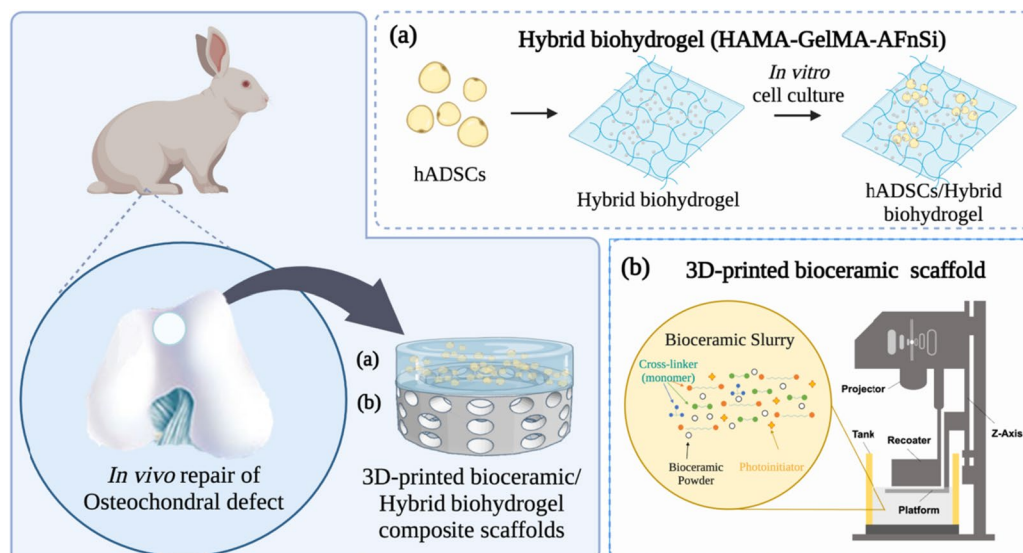 (a)
Hybrid biohydrogel (HAMA-GelMA-AFnSi)
In vitro
cell culture
hADSCs
Hybrid biohydrogel
hADSCs/Hybrid
biohydrogel
(a)
(b)
In vivo repair of
Osteochondral defect
3D-printed bioceramic/
Hybrid biohydrogel
composite scaffolds
(b)
3D-printed bioceramic scaffold
Bioceramic Slurry
Cross-linker
(monomer)
Bioceramic
Powder
Photoinitiator
Projector
Tank
Recoater
Z-Axis
Platform